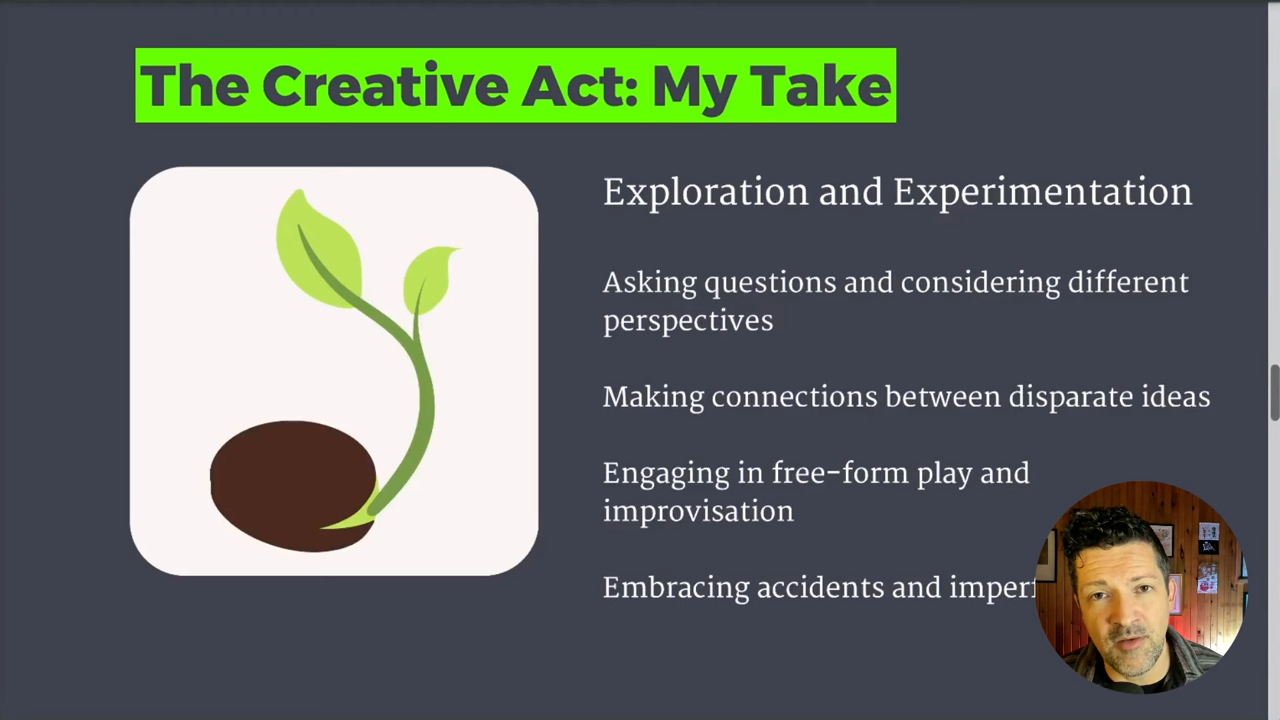 The Creative Act: My Take
Exploration and Experimentation
Asking questions and considering different
perspectives
Making connections between disparate ideas
Engaging in free-form play and
improvisation
Embracing accidents and